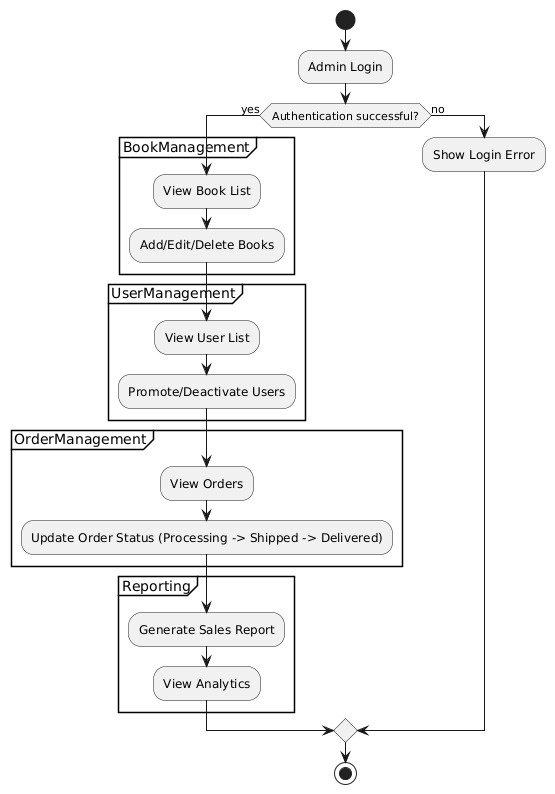 Admin Login
yes
Authentication successful?
no
BookManagement
Show Login Error
View Book List
Add/Edit/Delete Books
UserManagement
View User List
Promote/Deactivate Users
OrderManagement
View Orders
Update Order Status (Processing -> Shipped -> Delivered)
Reporting
Generate Sales Report
View Analytics